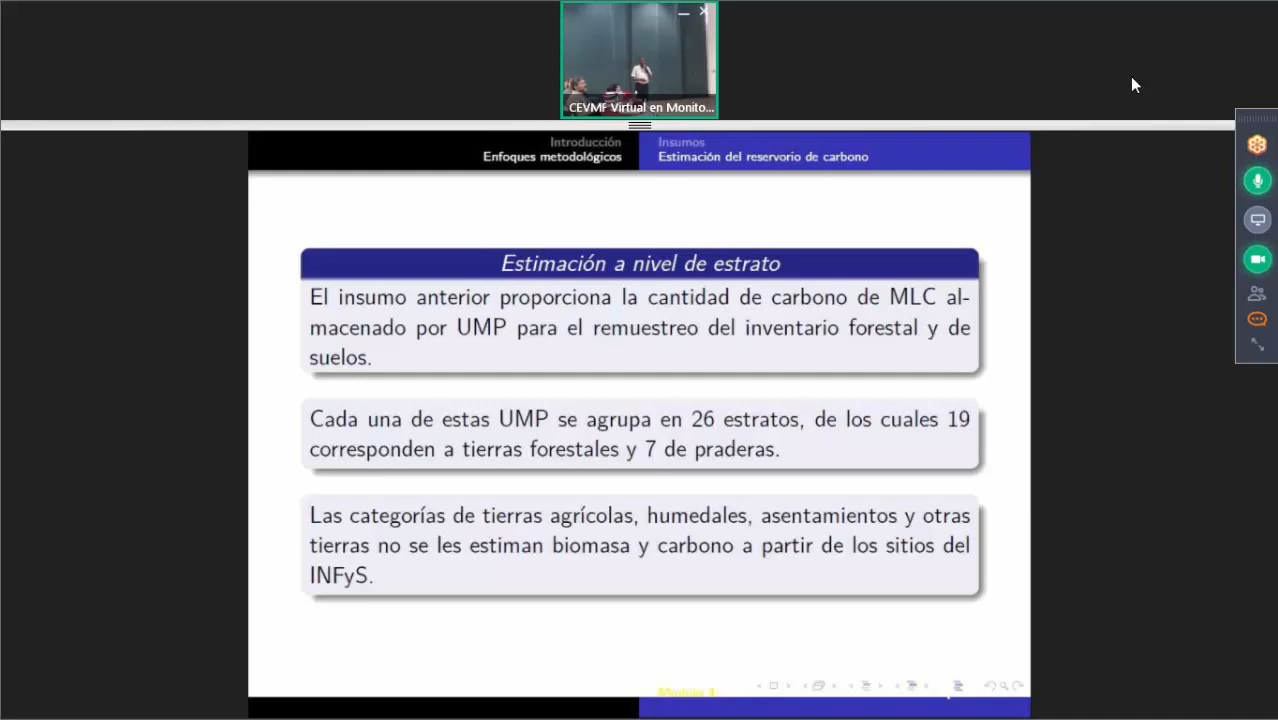 CEVMF Virtual en Monito...
Introducción
Enfoques metodológicos
Insumos
Estimación del reservorio de carbono
Estimación a nivel de estrato
El insumo anterior proporciona la cantidad de carbono de MLC al-
macenado por UMP para el remuestreo del inventario forestal y de
suelos.
Cada una de estas UMP se agrupa en 26 estratos, de los cuales 19
corresponden a tierras forestales y 7 de praderas.
Las categorías de tierras agrícolas, humedales, asentamientos y otras
tierras no se les estiman biomasa y carbono a partir de los sitios del
INFyS.